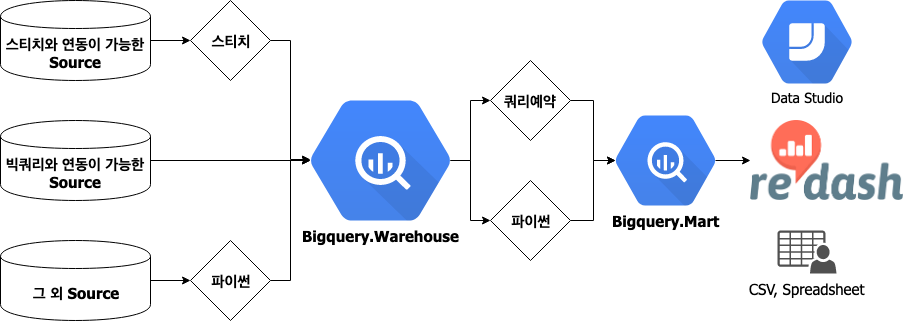 스티치와 연동이 가능한
Source
스티치
빅쿼리와 연동이 가능한
Source
그 외 Source
파이썬
Bigquery.Warehouse
쿼리예약
파이썬
Bigquery.Mart
Data Studio
redash
CSV, Spreadsheet